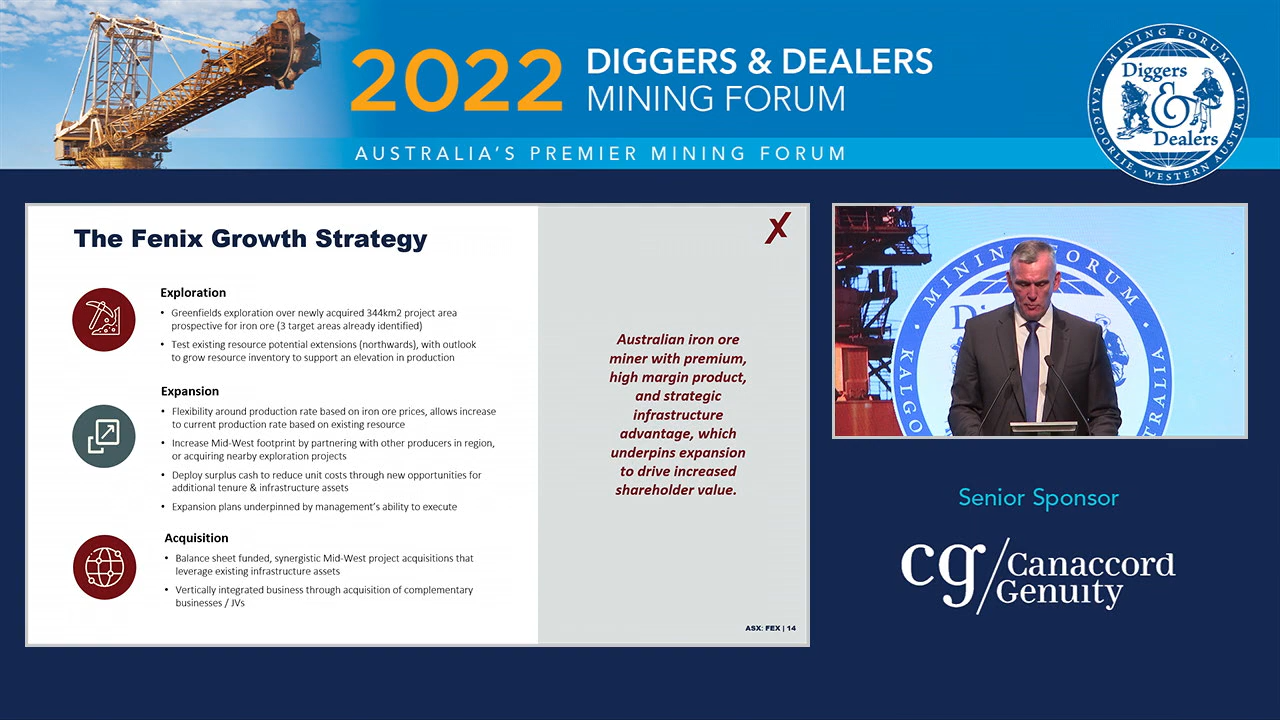 2022
DIGGERS & DEALERS
MINING FORUM
AUSTRALIA'S PREMIER MINING FORUM
MINING FORUM
Diggers
&
Dealers
KALGOORLIE, WESTERN AUSTRALIA
The Fenix Growth Strategy
X
Exploration
• Greenfields exploration over newly acquired 344km2 project area
prospective for iron ore (3 target areas already identified)
• Test existing resource potential extensions (northwards), with outlook
to grow resource inventory to support an elevation in production
Expansion
• Flexibility around production rate based on iron ore prices, allows increase
to current production rate based on existing resource
• Increase Mid-West footprint by partnering with other producers in region,
or acquiring nearby exploration projects
• Deploy surplus cash to reduce unit costs through new opportunities for
additional tenure & infrastructure assets
• Expansion plans underpinned by management's ability to execute
Acquisition
• Balance sheet funded, synergistic Mid-West project acquisitions that
leverage existing infrastructure assets
• Vertically integrated business through acquisition of complementary
businesses / JVs
Australian iron ore
miner with premium,
high margin product,
and strategic
infrastructure
advantage, which
underpins expansion
to drive increased
shareholder value.
ASX: FEX | 14
MINING FORUM
D
KALGO
RALIA
Senior Sponsor
cg/Canaccord
Genuity